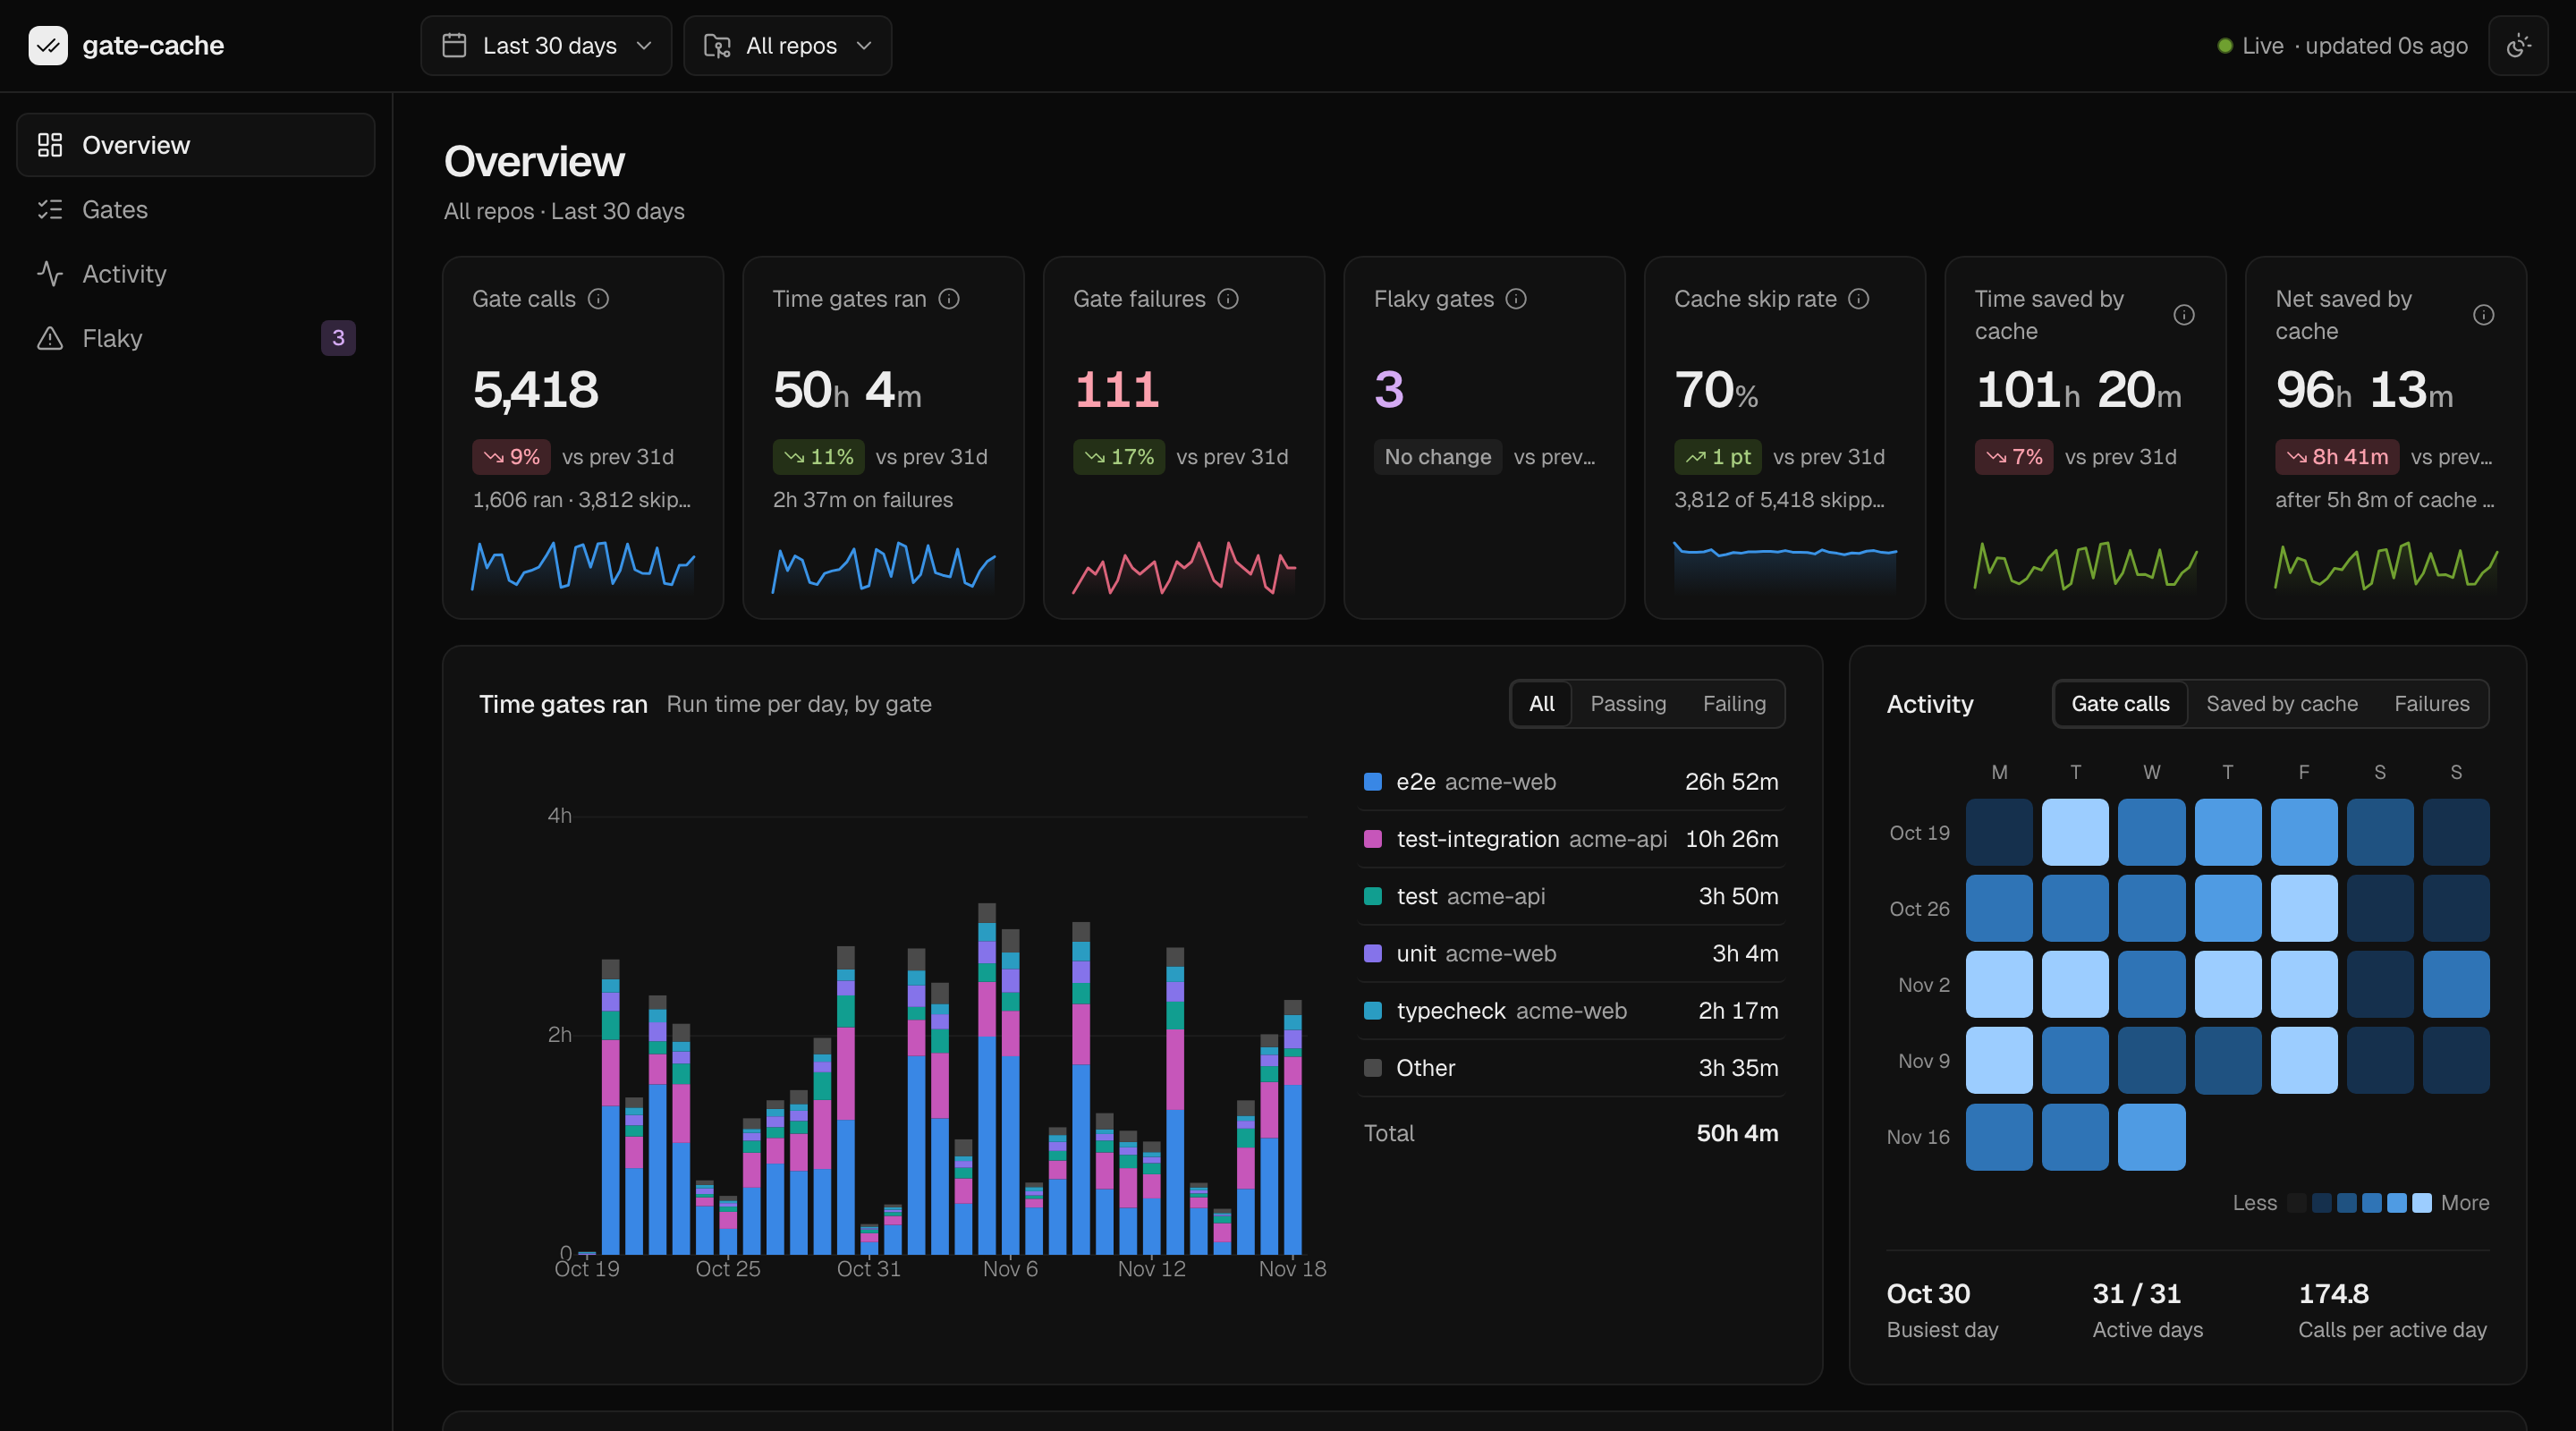 gate-cache
Last 30 days
All repos
Live · updated 0s ago
Overview
Gates
Activity
Flaky 3
Overview
All repos · Last 30 days
Gate calls
5,418
9% vs prev 31d
1,606 ran · 3,812 skip...
Time gates ran
50h 4m
11% vs prev 31d
2h 37m on failures
Gate failures
111
17% vs prev 31d
Flaky gates
3
No change vs prev...
Cache skip rate
70%
1 pt vs prev 31d
3,812 of 5,418 skipp...
Time saved by
cache
101h 20m
7% vs prev 31d
Net saved by
cache
96h 13m
8h 41m vs prev...
after 5h 8m of cache ...
Time gates ran Run time per day, by gate
All Passing Failing
4h
2h
0
Oct 19 Oct 25 Oct 31 Nov 6 Nov 12 Nov 18
e2e acme-web 26h 52m
test-integration acme-api 10h 26m
test acme-api 3h 50m
unit acme-web 3h 4m
typecheck acme-web 2h 17m
Other 3h 35m
Total 50h 4m
Activity
Gate calls Saved by cache Failures
M T W T F S S
Oct 19
Oct 26
Nov 2
Nov 9
Nov 16
Less More
Oct 30
Busiest day
31 / 31
Active days
174.8
Calls per active day